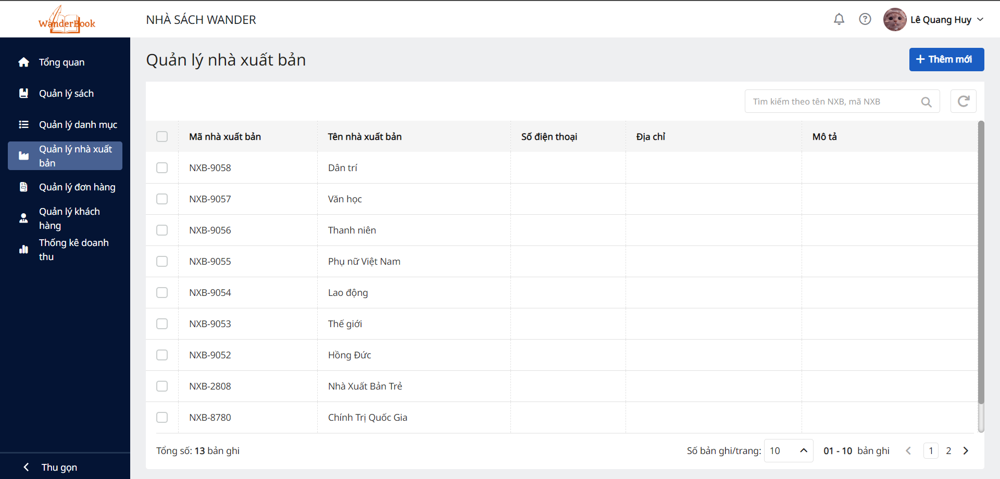 WanderBook
NHÀ SÁCH WANDER
Lê Quang Huy
Tổng quan
Quản lý sách
Quản lý danh mục
Quản lý nhà xuất
bản
Quản lý đơn hàng
Quản lý khách
hàng
Thống kê doanh
thu
Thu gọn
Quản lý nhà xuất bản
Thêm mới
Tìm kiếm theo tên NXB, mã NXB
Mã nhà xuất bản Tên nhà xuất bản Số điện thoại Địa chỉ Mô tả
NXB-9058 Dân trí
NXB-9057 Văn học
NXB-9056 Thanh niên
NXB-9055 Phụ nữ Việt Nam
NXB-9054 Lao động
NXB-9053 Thế giới
NXB-9052 Hồng Đức
NXB-2808 Nhà Xuất Bản Trẻ
NXB-8780 Chính Trị Quốc Gia
Tổng số: 13 bản ghi Số bản ghi/trang: 10 01 - 10 bản ghi 1 2